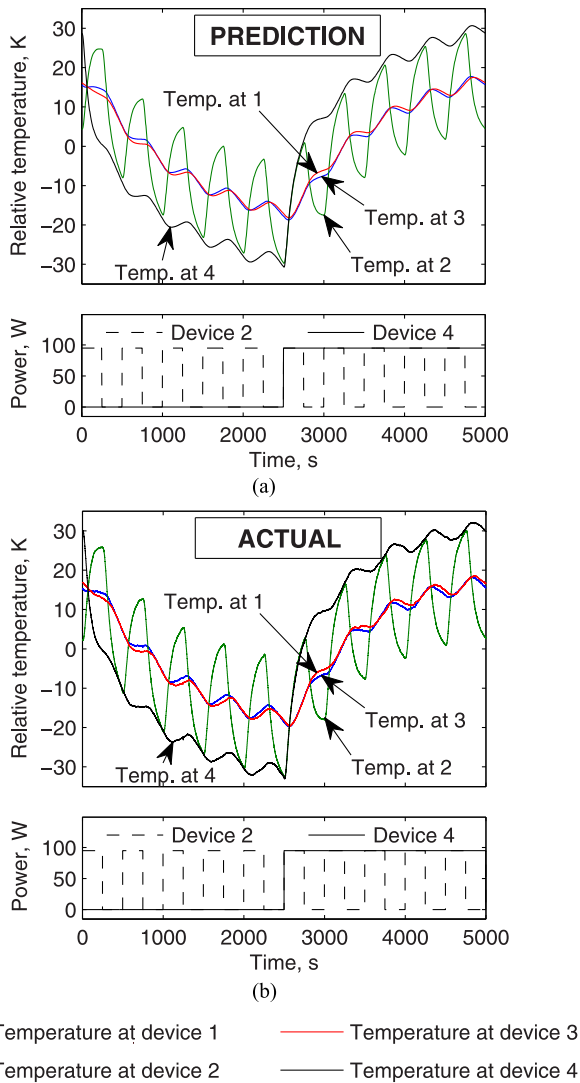 PREDICTION
Relative temperature, K
30
20
10
0
−10
−20
−30
Temp. at 1
Temp. at 3
Temp. at 2
Temp. at 4
Power, W
100
50
0
Device 2
Device 4
0 1000 2000 3000 4000 5000
Time, s
(a)
ACTUAL
Relative temperature, K
30
20
10
0
−10
−20
−30
Temp. at 1
Temp. at 3
Temp. at 2
Temp. at 4
Power, W
100
50
0
Device 2
Device 4
0 1000 2000 3000 4000 5000
Time, s
(b)
Temperature at device 1
Temperature at device 3
Temperature at device 2
Temperature at device 4